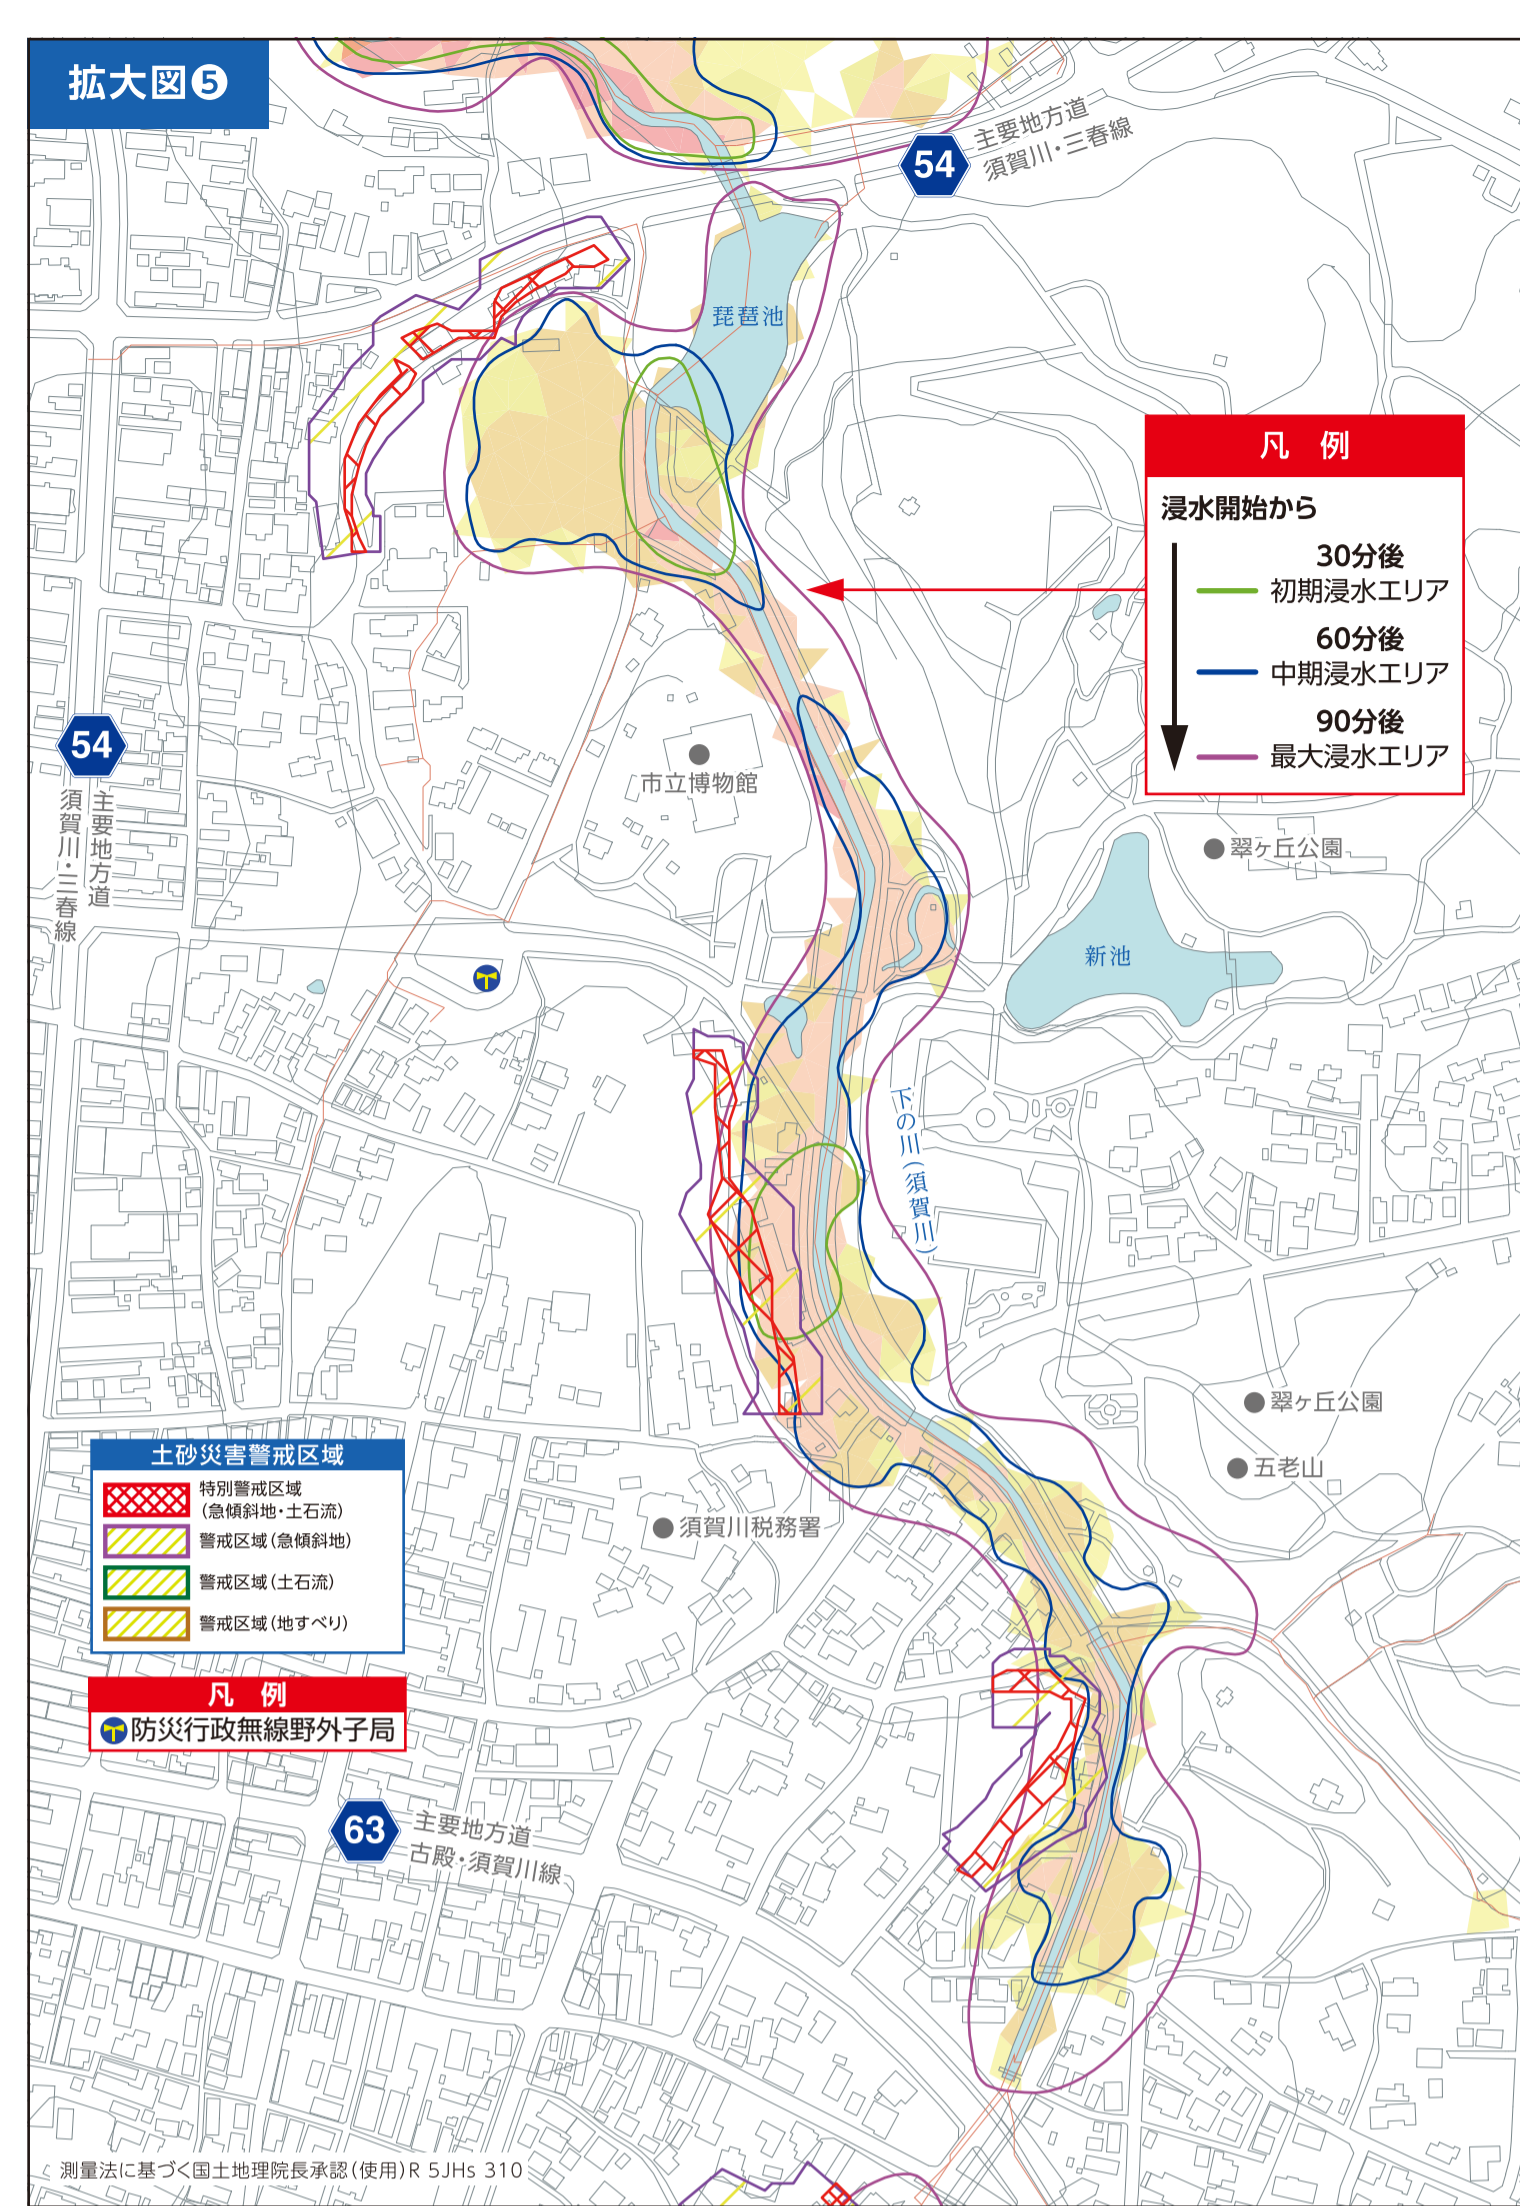 拡大図❺
54
主要地方道
須賀川・三春線
琵琶池
凡 例
浸水開始から
30分後
初期浸水エリア
60分後
中期浸水エリア
90分後
最大浸水エリア
54
主要地方道
須賀川・三春線
市立博物館
翠ヶ丘公園
新池
下の川(須賀川)
翠ヶ丘公園
五老山
須賀川税務署
土砂災害警戒区域
特別警戒区域
(急傾斜地・土石流)
警戒区域(急傾斜地)
警戒区域(土石流)
警戒区域(地すべり)
凡 例
防災行政無線野外子局
63
主要地方道
古殿・須賀川線
測量法に基づく国土地理院長承認(使用)R 5JHs 310